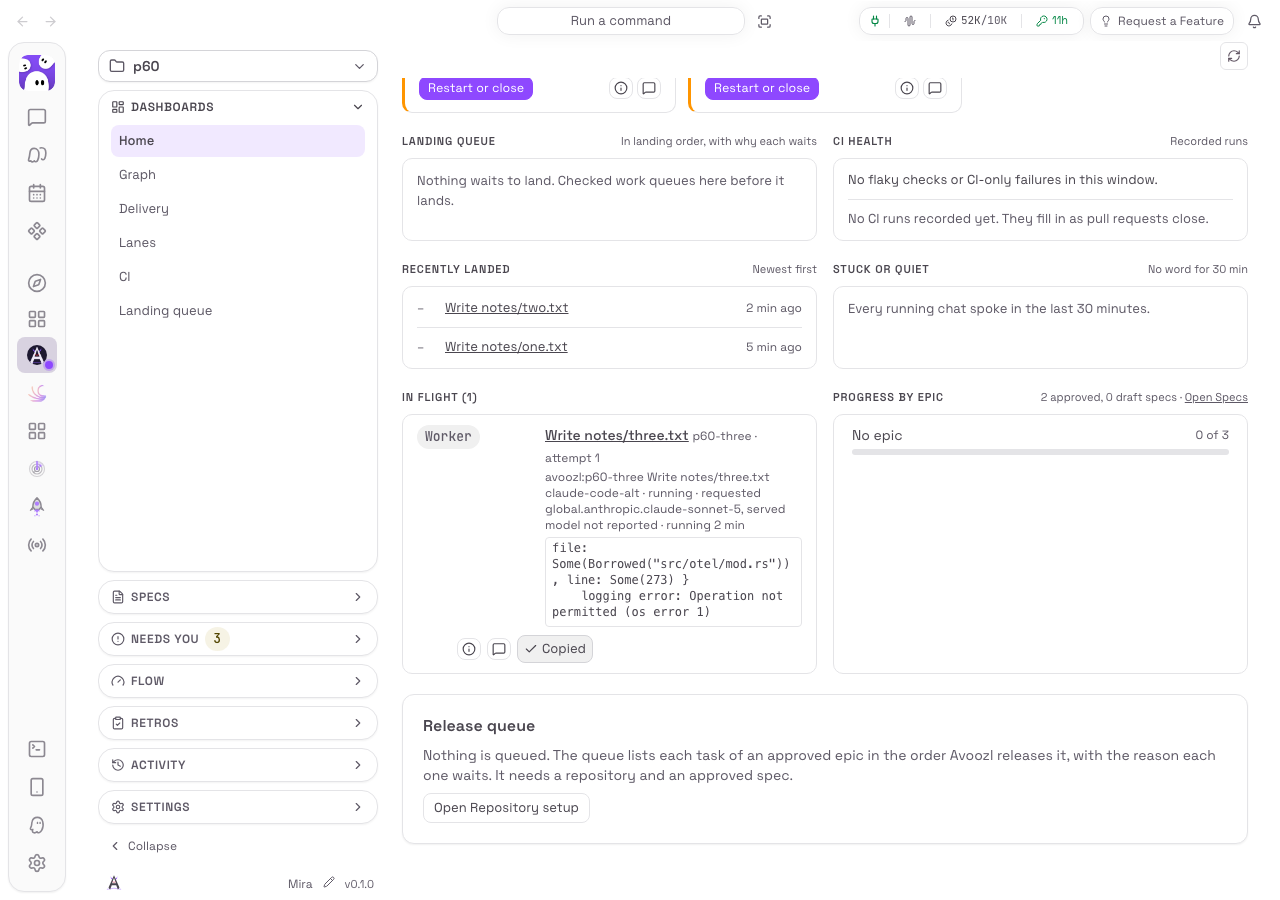 Run a command
52K/10K
11h
Request a Feature
p60
DASHBOARDS
Home
Graph
Delivery
Lanes
CI
Landing queue
SPECS
NEEDS YOU 3
FLOW
RETROS
ACTIVITY
SETTINGS
Collapse
Mira v0.1.0
Restart or close
Restart or close
LANDING QUEUE
In landing order, with why each waits
Nothing waits to land. Checked work queues here before it
lands.
CI HEALTH
Recorded runs
No flaky checks or CI-only failures in this window.
No CI runs recorded yet. They fill in as pull requests close.
RECENTLY LANDED
Newest first
– Write notes/two.txt 2 min ago
– Write notes/one.txt 5 min ago
STUCK OR QUIET
No word for 30 min
Every running chat spoke in the last 30 minutes.
IN FLIGHT (1)
Worker
Write notes/three.txt p60-three ·
attempt 1
avoozl:p60-three Write notes/three.txt
claude-code-alt · running · requested
global.anthropic.claude-sonnet-5, served
model not reported · running 2 min
file:
Some(Borrowed("src/otel/mod.rs"))
, line: Some(273) }
logging error: Operation not
permitted (os error 1)
Copied
PROGRESS BY EPIC
2 approved, 0 draft specs · Open Specs
No epic 0 of 3
Release queue
Nothing is queued. The queue lists each task of an approved epic in the order Avoozl releases it, with the reason each
one waits. It needs a repository and an approved spec.
Open Repository setup